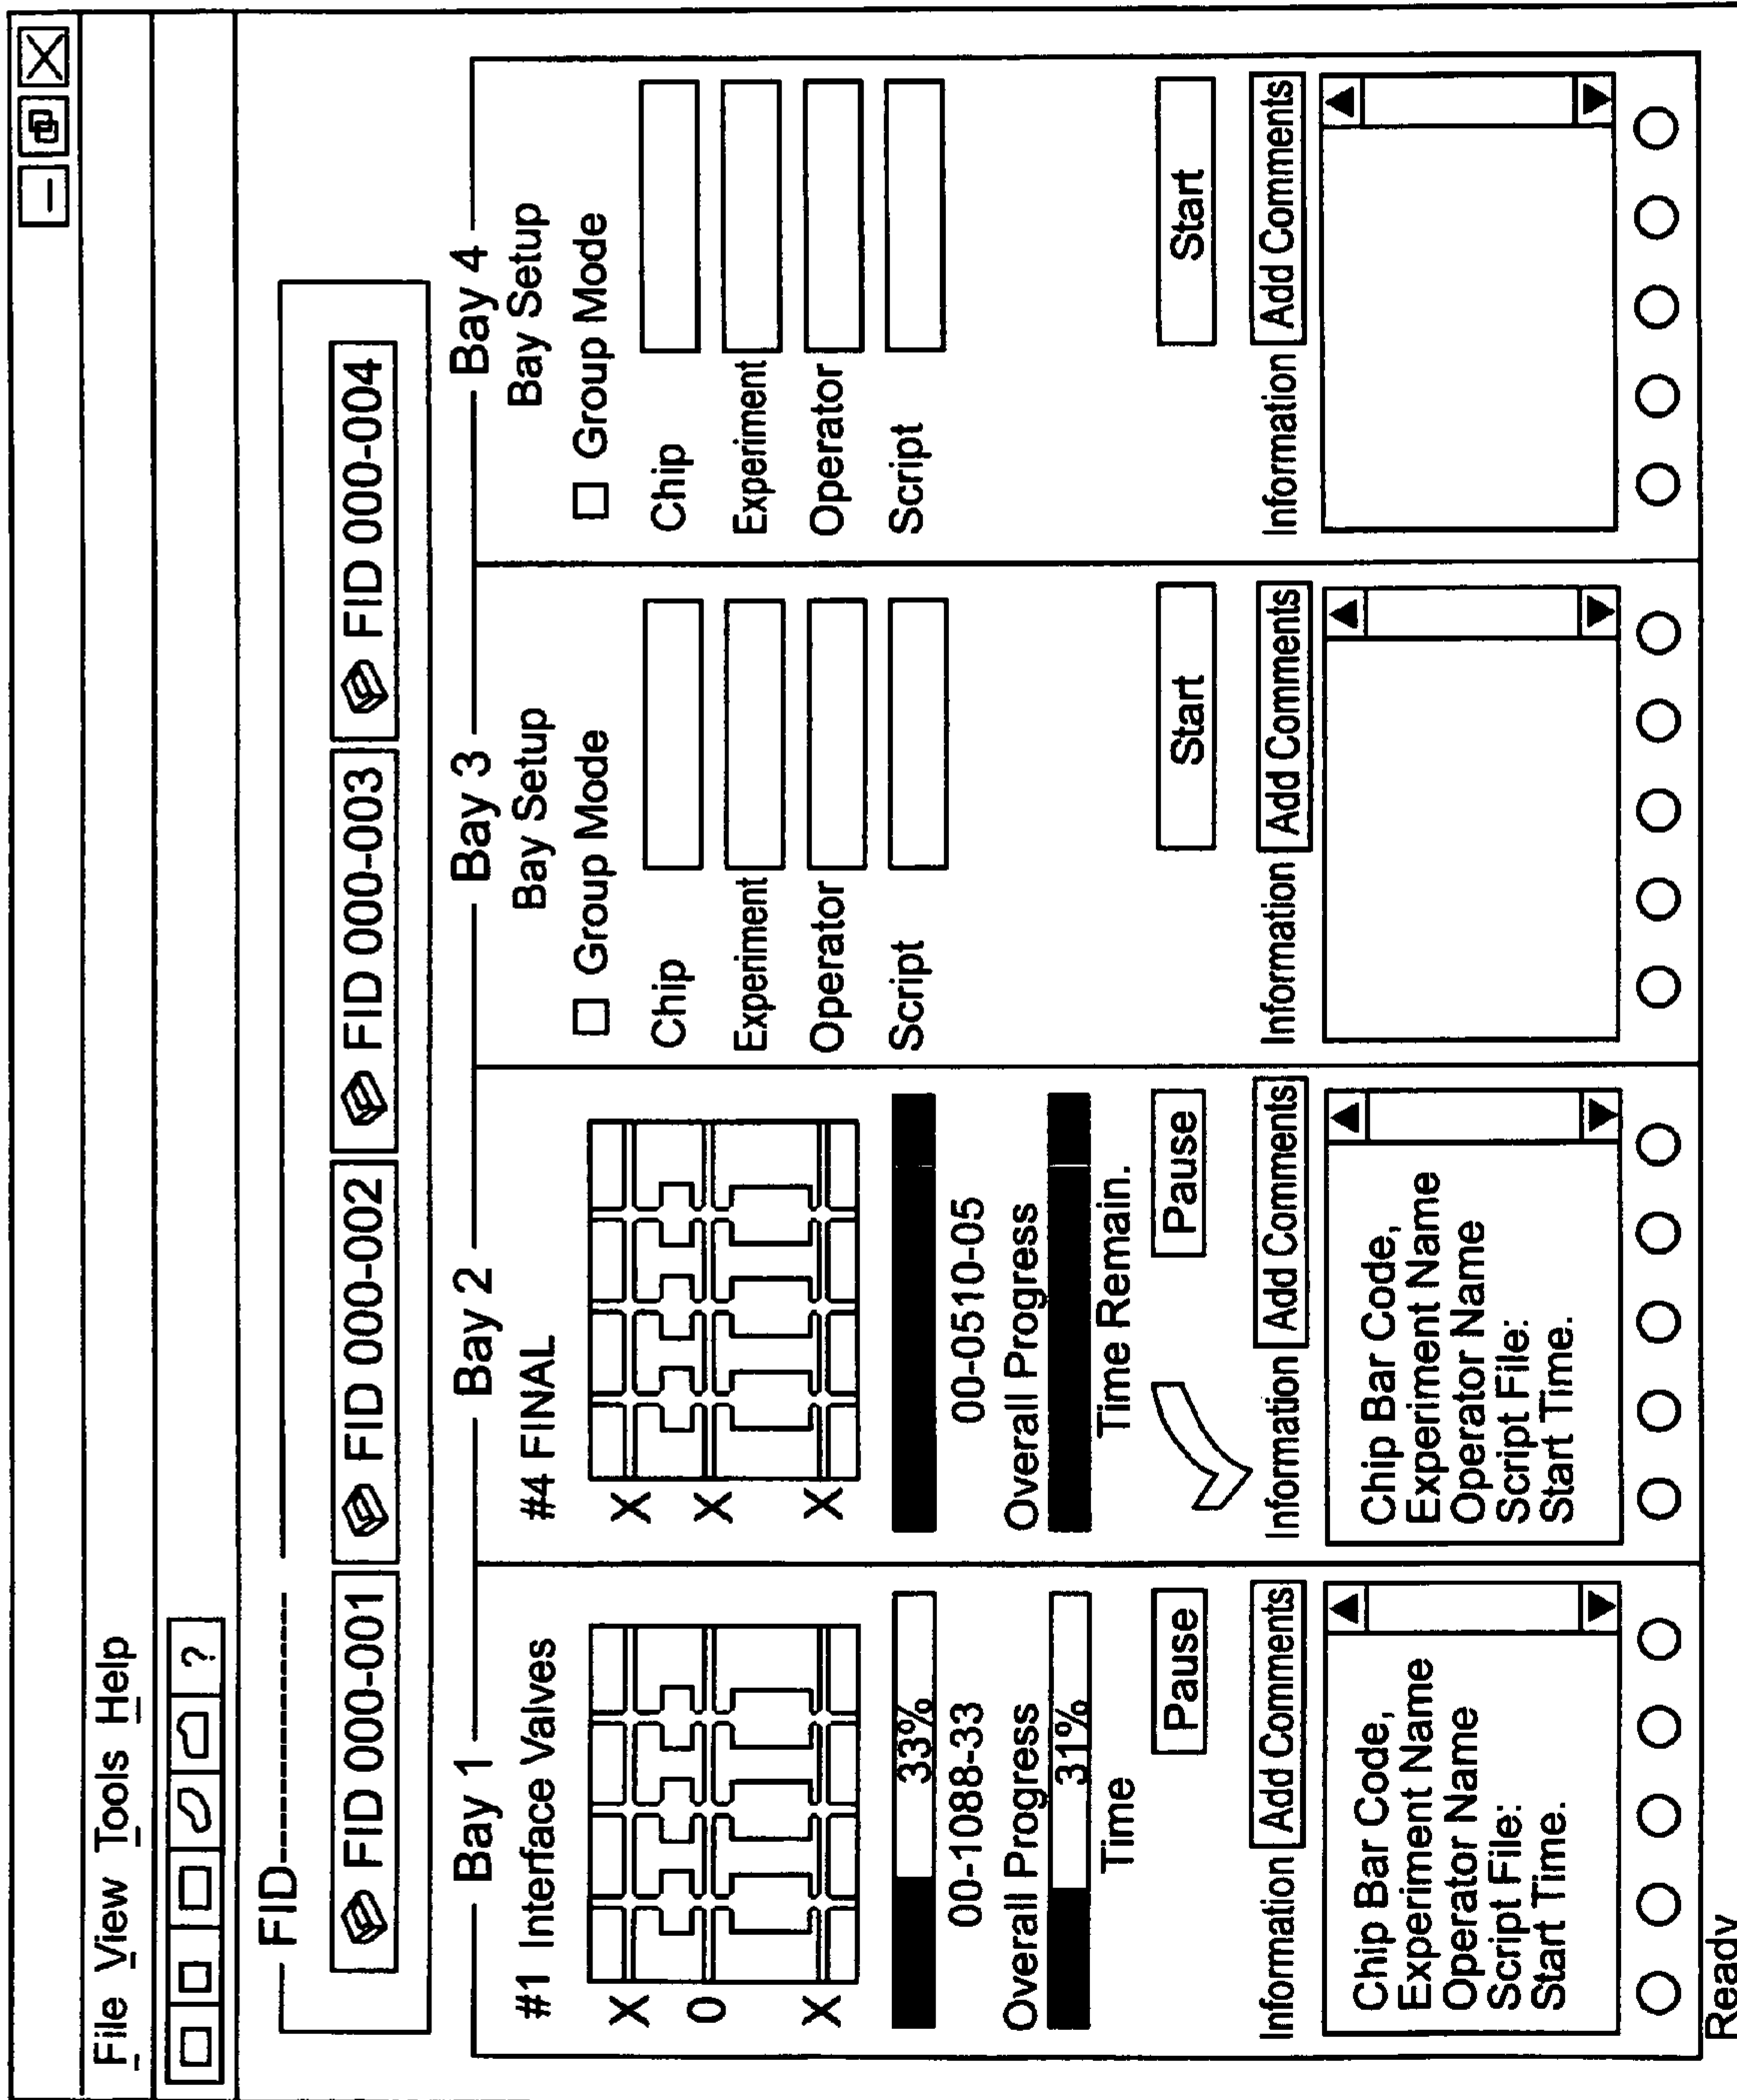 File View Tools Help
?
FID
FID 000-001 FID 000-002 FID 000-003 FID 000-004
Bay 1
#1 Interface Valves
X
0
X
33%
00-1088-33
Overall Progress
31%
Time
Pause
Information Add Comments
Chip Bar Code,
Experiment Name
Operator Name
Script File:
Start Time.
Bay 2
#4 FINAL
X
X
X
00-0510-05
Overall Progress
Time Remain.
Pause
Information Add Comments
Chip Bar Code,
Experiment Name
Operator Name
Script File:
Start Time.
Bay 3
Bay Setup
Group Mode
Chip
Experiment
Operator
Script
Start
Information Add Comments
Bay 4
Bay Setup
Group Mode
Chip
Experiment
Operator
Script
Start
Information Add Comments
Ready